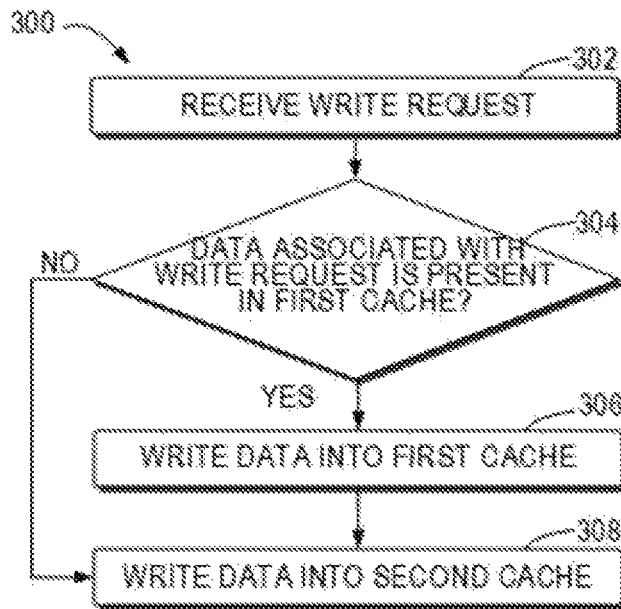 300
302
RECEIVE WRITE REQUEST
304
DATA ASSOCIATED WITH
WRITE REQUEST IS PRESENT
IN FIRST CACHE?
NO
YES
306
WRITE DATA INTO FIRST CACHE
308
WRITE DATA INTO SECOND CACHE